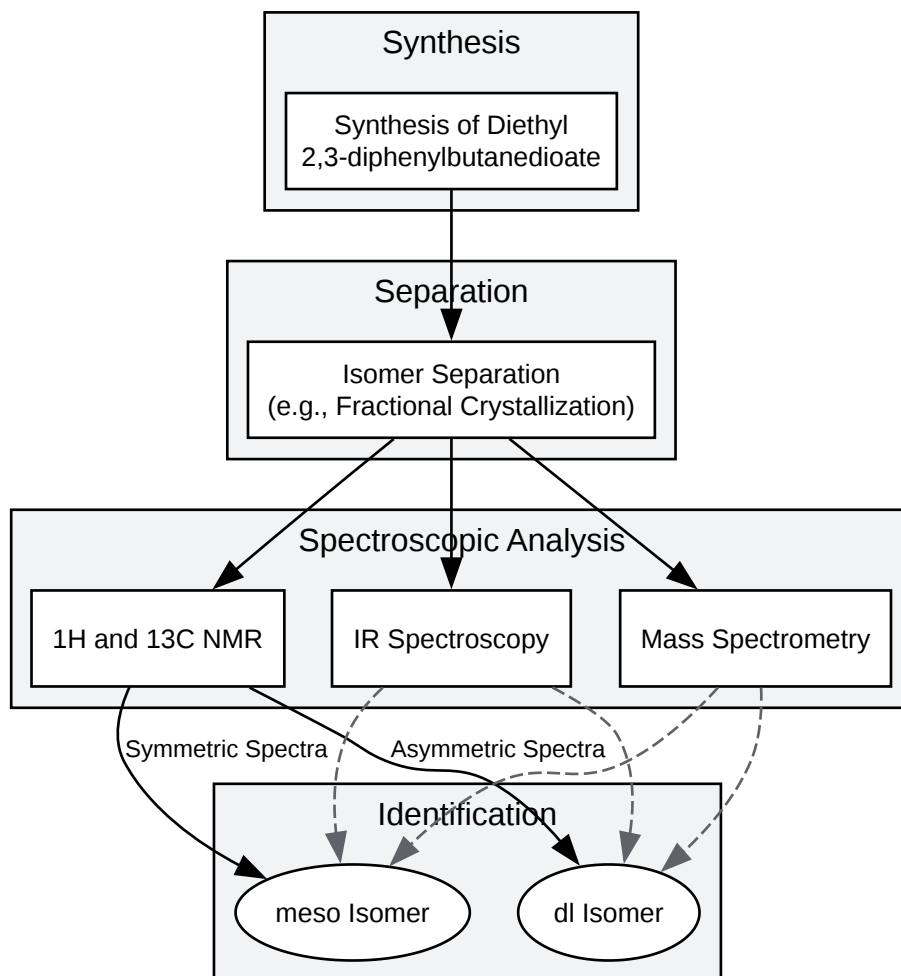 Synthesis
Synthesis of Diethyl
2,3-diphenylbutanedioate
Separation
Isomer Separation
(e.g., Fractional Crystallization)
Spectroscopic Analysis
1H and 13C NMR
IR Spectroscopy
Mass Spectrometry
Symmetric Spectra
Asymmetric Spectra
Identification
meso Isomer
dl Isomer